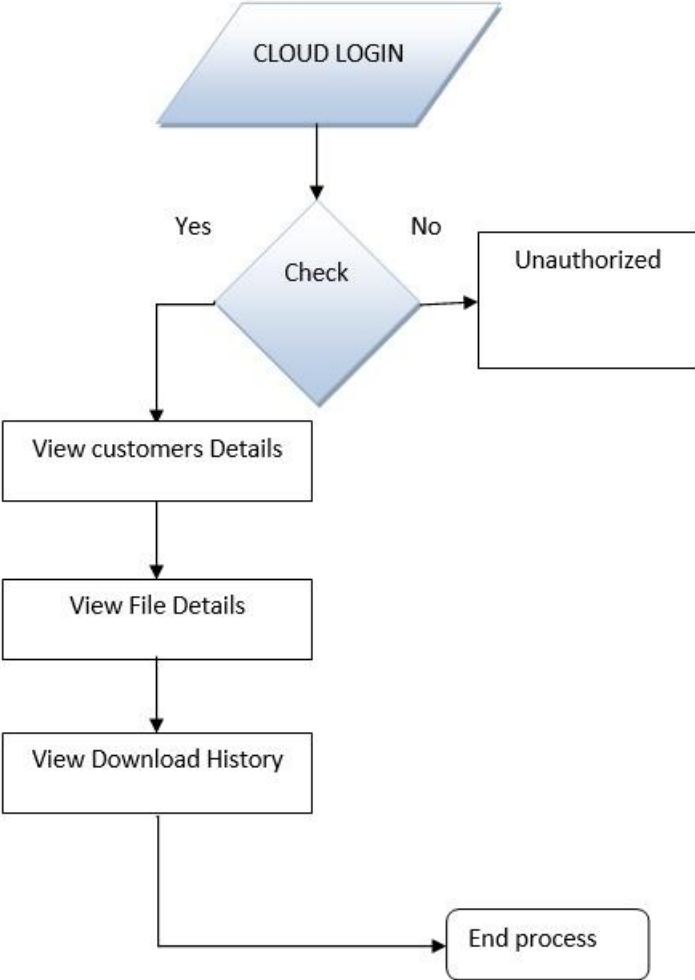 CLOUD LOGIN
Yes
No
Check
Unauthorized
View customers Details
View File Details
View Download History
End process